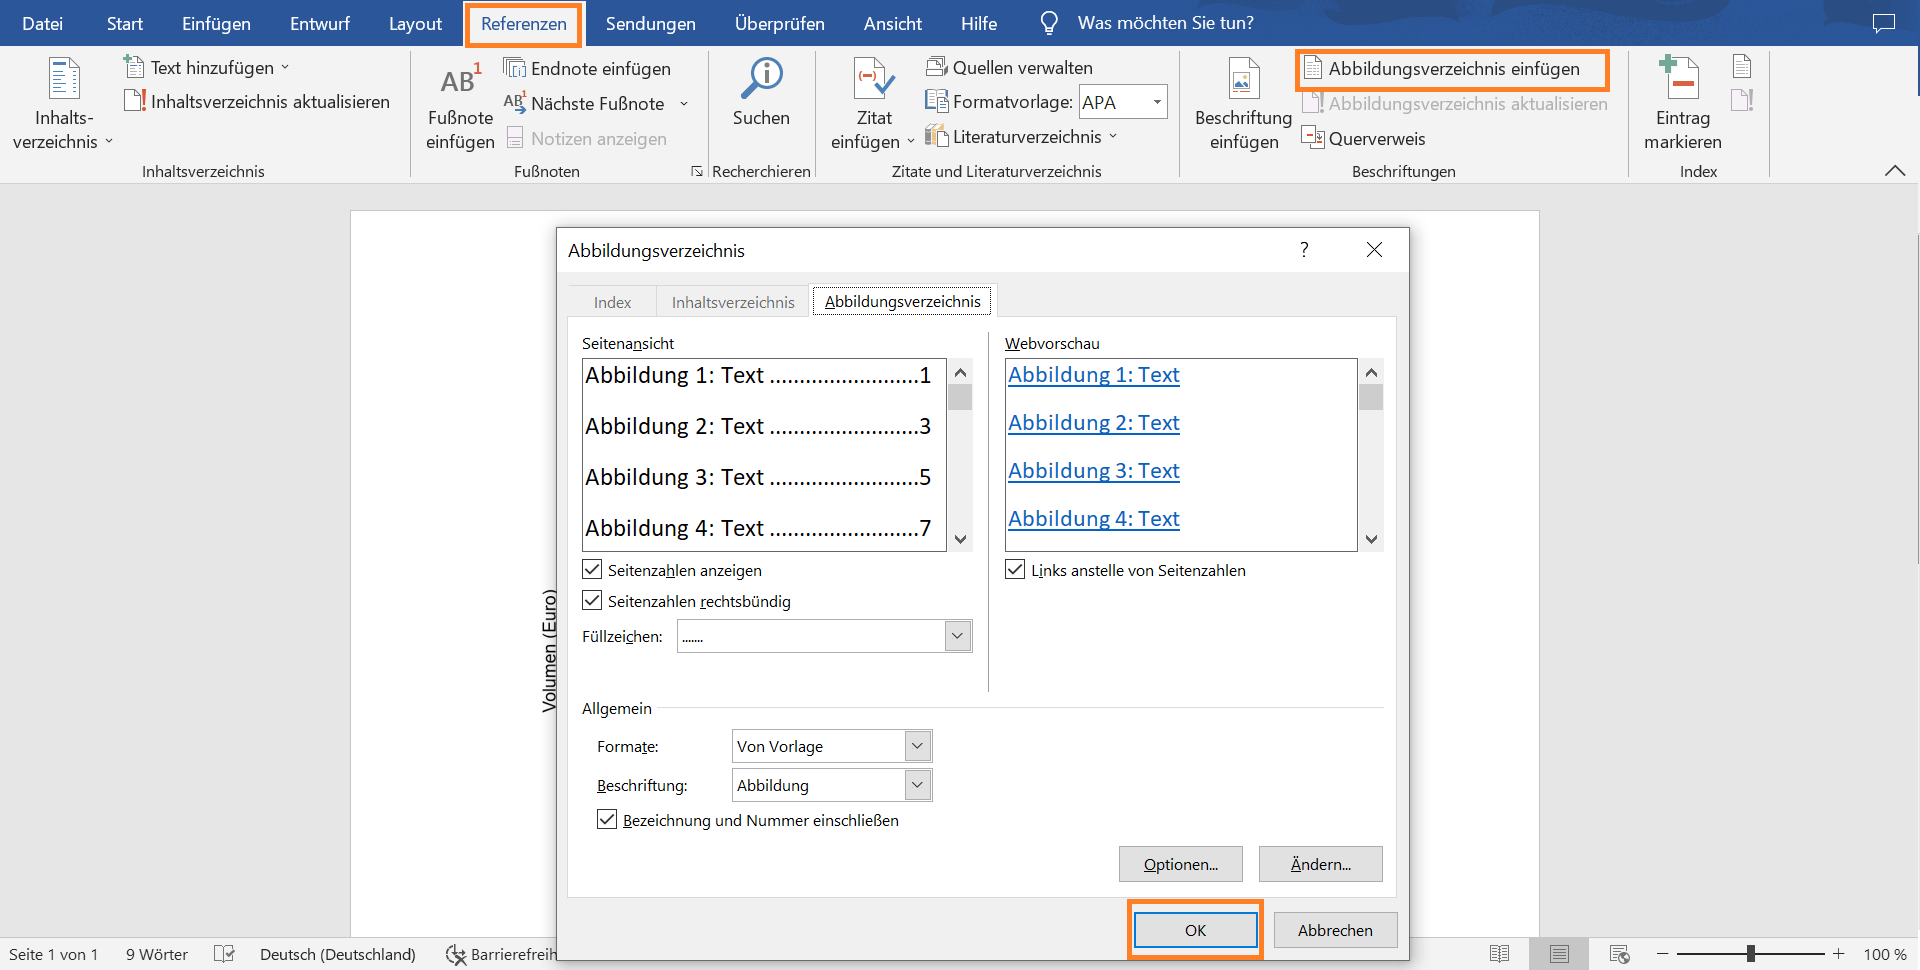 Datei Start Einfügen Entwurf Layout Referenzen Sendungen Überprüfen Ansicht Hilfe Was möchten Sie tun?
Inhalts-
verzeichnis
Text hinzufügen
Inhaltsverzeichnis aktualisieren
Inhaltsverzeichnis
AB1
Fußnote
einfügen
Endnote einfügen
AB1 Nächste Fußnote
Notizen anzeigen
Fußnoten
Suchen
Recherchieren
Zitat
einfügen
Quellen verwalten
Formatvorlage: APA
Literaturverzeichnis
Zitate und Literaturverzeichnis
Beschriftung
einfügen
Abbildungsverzeichnis einfügen
Abbildungsverzeichnis aktualisieren
Querverweis
Beschriftungen
Eintrag
markieren
Index
Volumen (Euro)
Abbildungsverzeichnis ?
Index Inhaltsverzeichnis Abbildungsverzeichnis
Seitenansicht
Abbildung 1: Text .........................1
Abbildung 2: Text .........................3
Abbildung 3: Text .........................5
Abbildung 4: Text .........................7
Seitenzahlen anzeigen
Seitenzahlen rechtsbündig
Füllzeichen: .......
Webvorschau
Abbildung 1: Text
Abbildung 2: Text
Abbildung 3: Text
Abbildung 4: Text
Links anstelle von Seitenzahlen
Allgemein
Formate: Von Vorlage
Beschriftung: Abbildung
Bezeichnung und Nummer einschließen
Optionen... Ändern...
OK Abbrechen
Seite 1 von 1 9 Wörter Deutsch (Deutschland) Barrierefreih 100 %